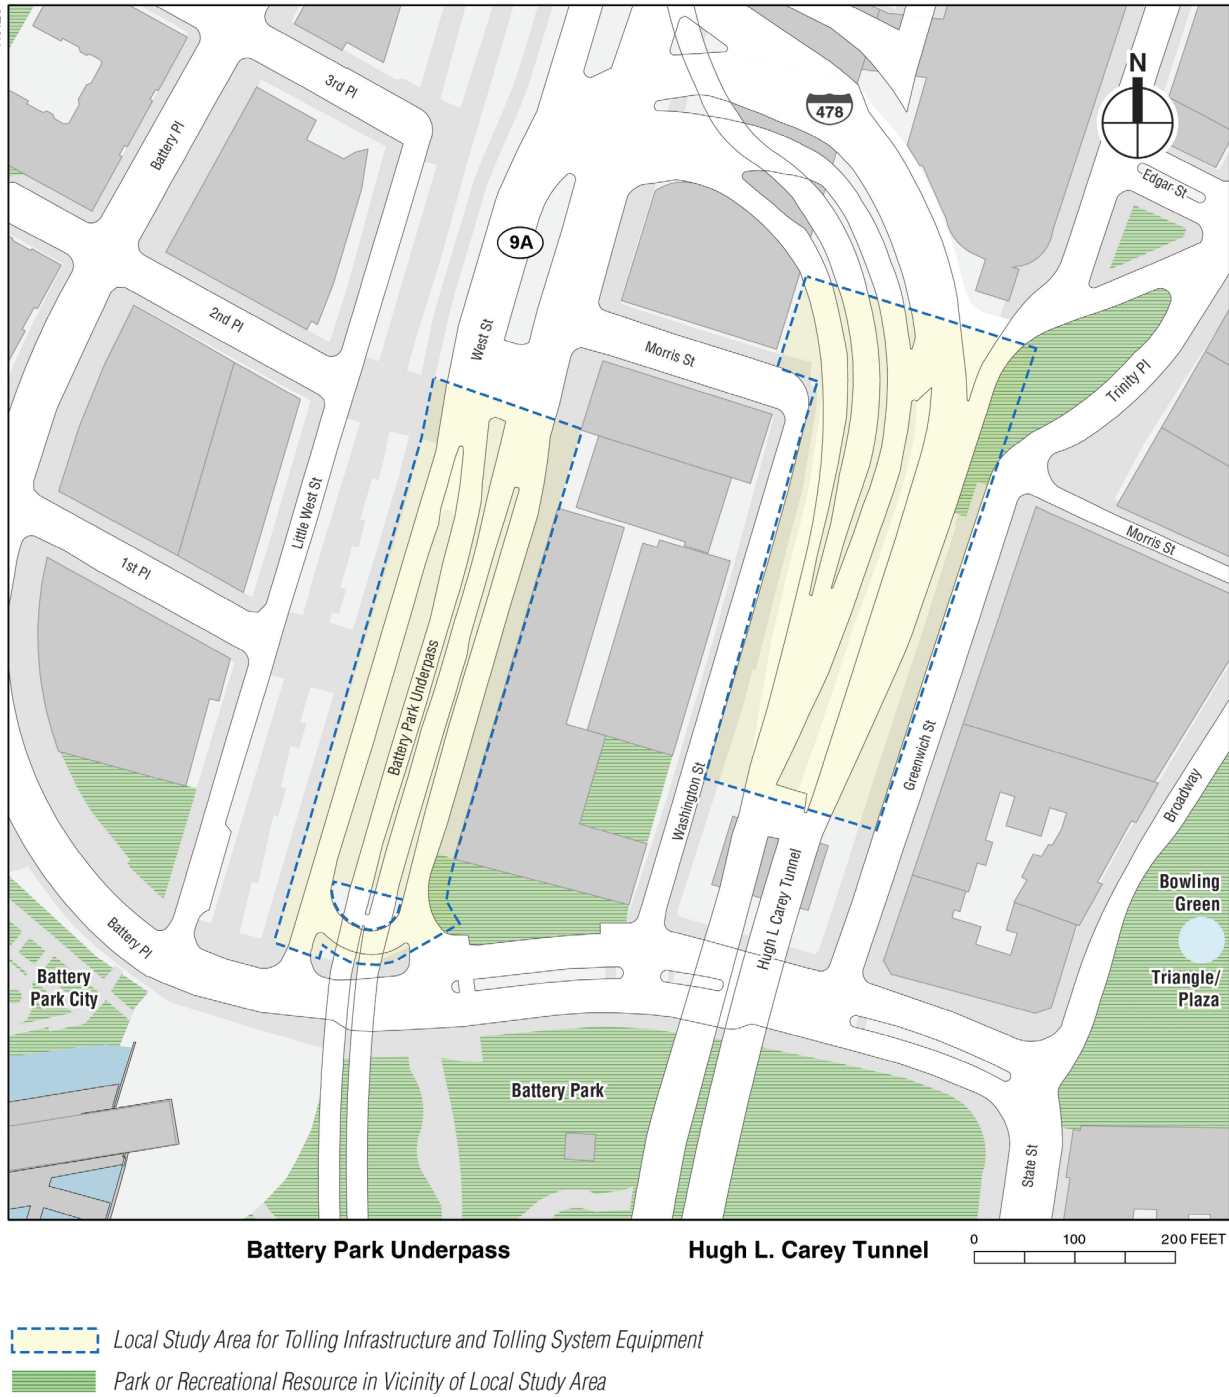 3rd Pl
478
N
Battery Pl
Edgar St
9A
2nd Pl
West St
Morris St
Trinity Pl
Little West St
Morris St
1st Pl
Battery Park Underpass
Greenwich St
Washington St
Broadway
Hugh L Carey Tunnel
Bowling
Green
Battery Pl
Triangle/
Plaza
Battery
Park City
Battery Park
State St
Battery Park Underpass
Hugh L. Carey Tunnel
0 100 200 FEET
Local Study Area for Tolling Infrastructure and Tolling System Equipment
Park or Recreational Resource in Vicinity of Local Study Area